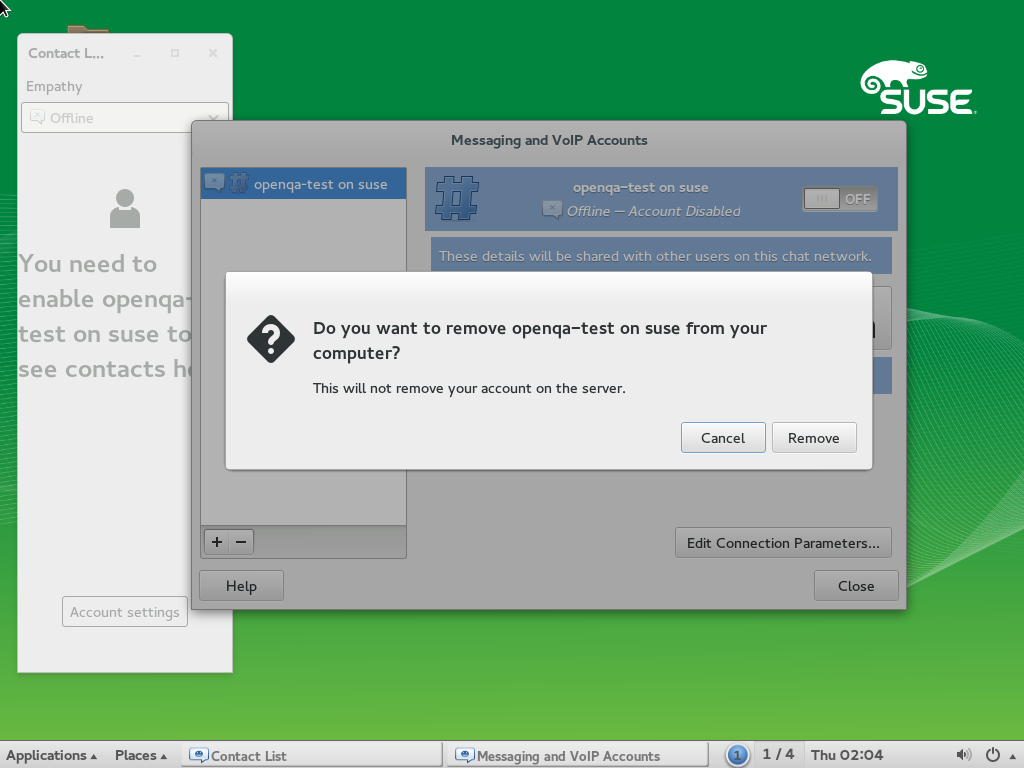 Contact L...
Empathy
Offline
SUSE
Messaging and VoIP Accounts
openqa-test on suse
openqa-test on suse
Offline — Account Disabled
OFF
These details will be shared with other users on this chat network.
You need to
enable openqa-
test on suse to
see contacts he
Do you want to remove openqa-test on suse from your
computer?
This will not remove your account on the server.
Cancel
Remove
Edit Connection Parameters...
Help
Close
Account settings
Applications
Places
Contact List
Messaging and VoIP Accounts
1
1 / 4
Thu 02:04